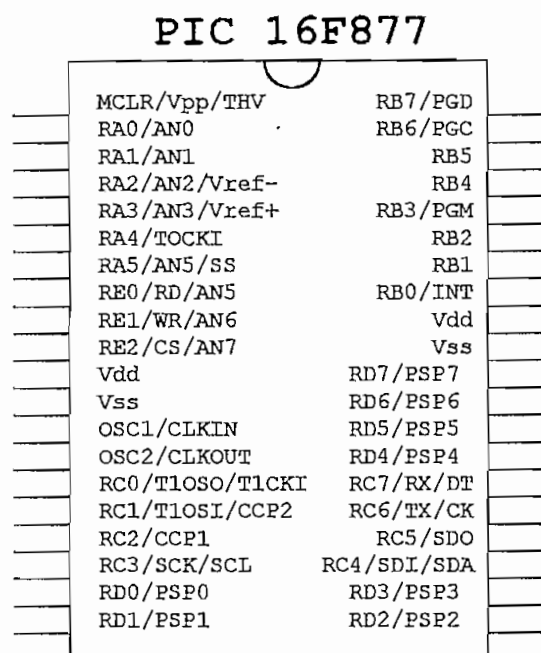 PIC 16F877
MCLR/Vpp/THV RB7/PGD
RA0/AN0 RB6/PGC
RA1/AN1 RB5
RA2/AN2/Vref- RB4
RA3/AN3/Vref+ RB3/PGM
RA4/TOCKI RB2
RA5/AN5/SS RB1
RE0/RD/AN5 RB0/INT
RE1/WR/AN6 Vdd
RE2/CS/AN7 Vss
Vdd RD7/PSP7
Vss RD6/PSP6
OSC1/CLKIN RD5/PSP5
OSC2/CLKOUT RD4/PSP4
RC0/T1OSO/T1CKI RC7/RX/DT
RC1/T1OSI/CCP2 RC6/TX/CK
RC2/CCP1 RC5/SDO
RC3/SCK/SCL RC4/SDI/SDA
RD0/PSP0 RD3/PSP3
RD1/PSP1 RD2/PSP2